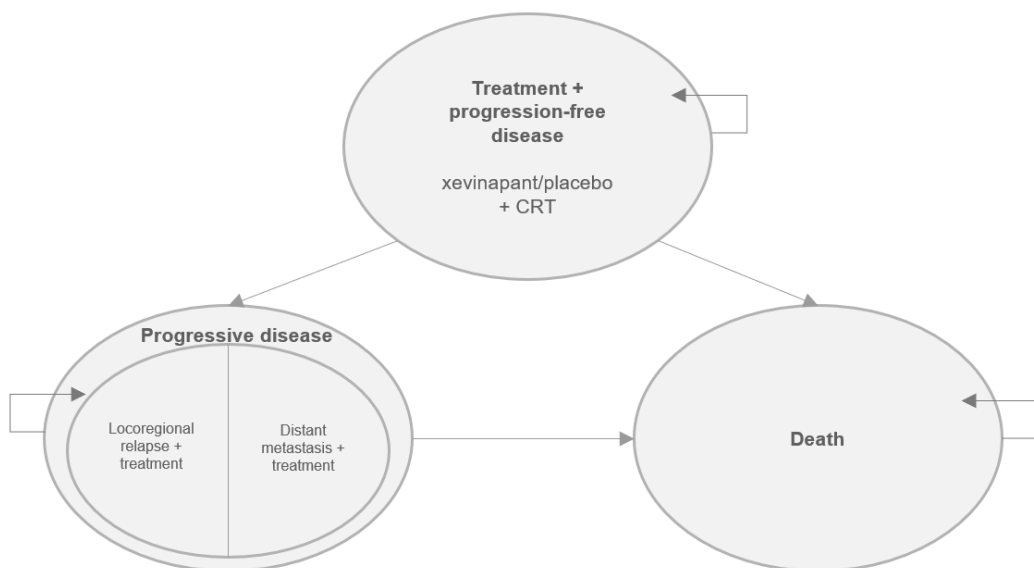 Treatment +
progression-free
disease
xevinapant/placebo
+ CRT
Progressive disease
Locoregional
relapse +
treatment
Distant
metastasis +
treatment
Death